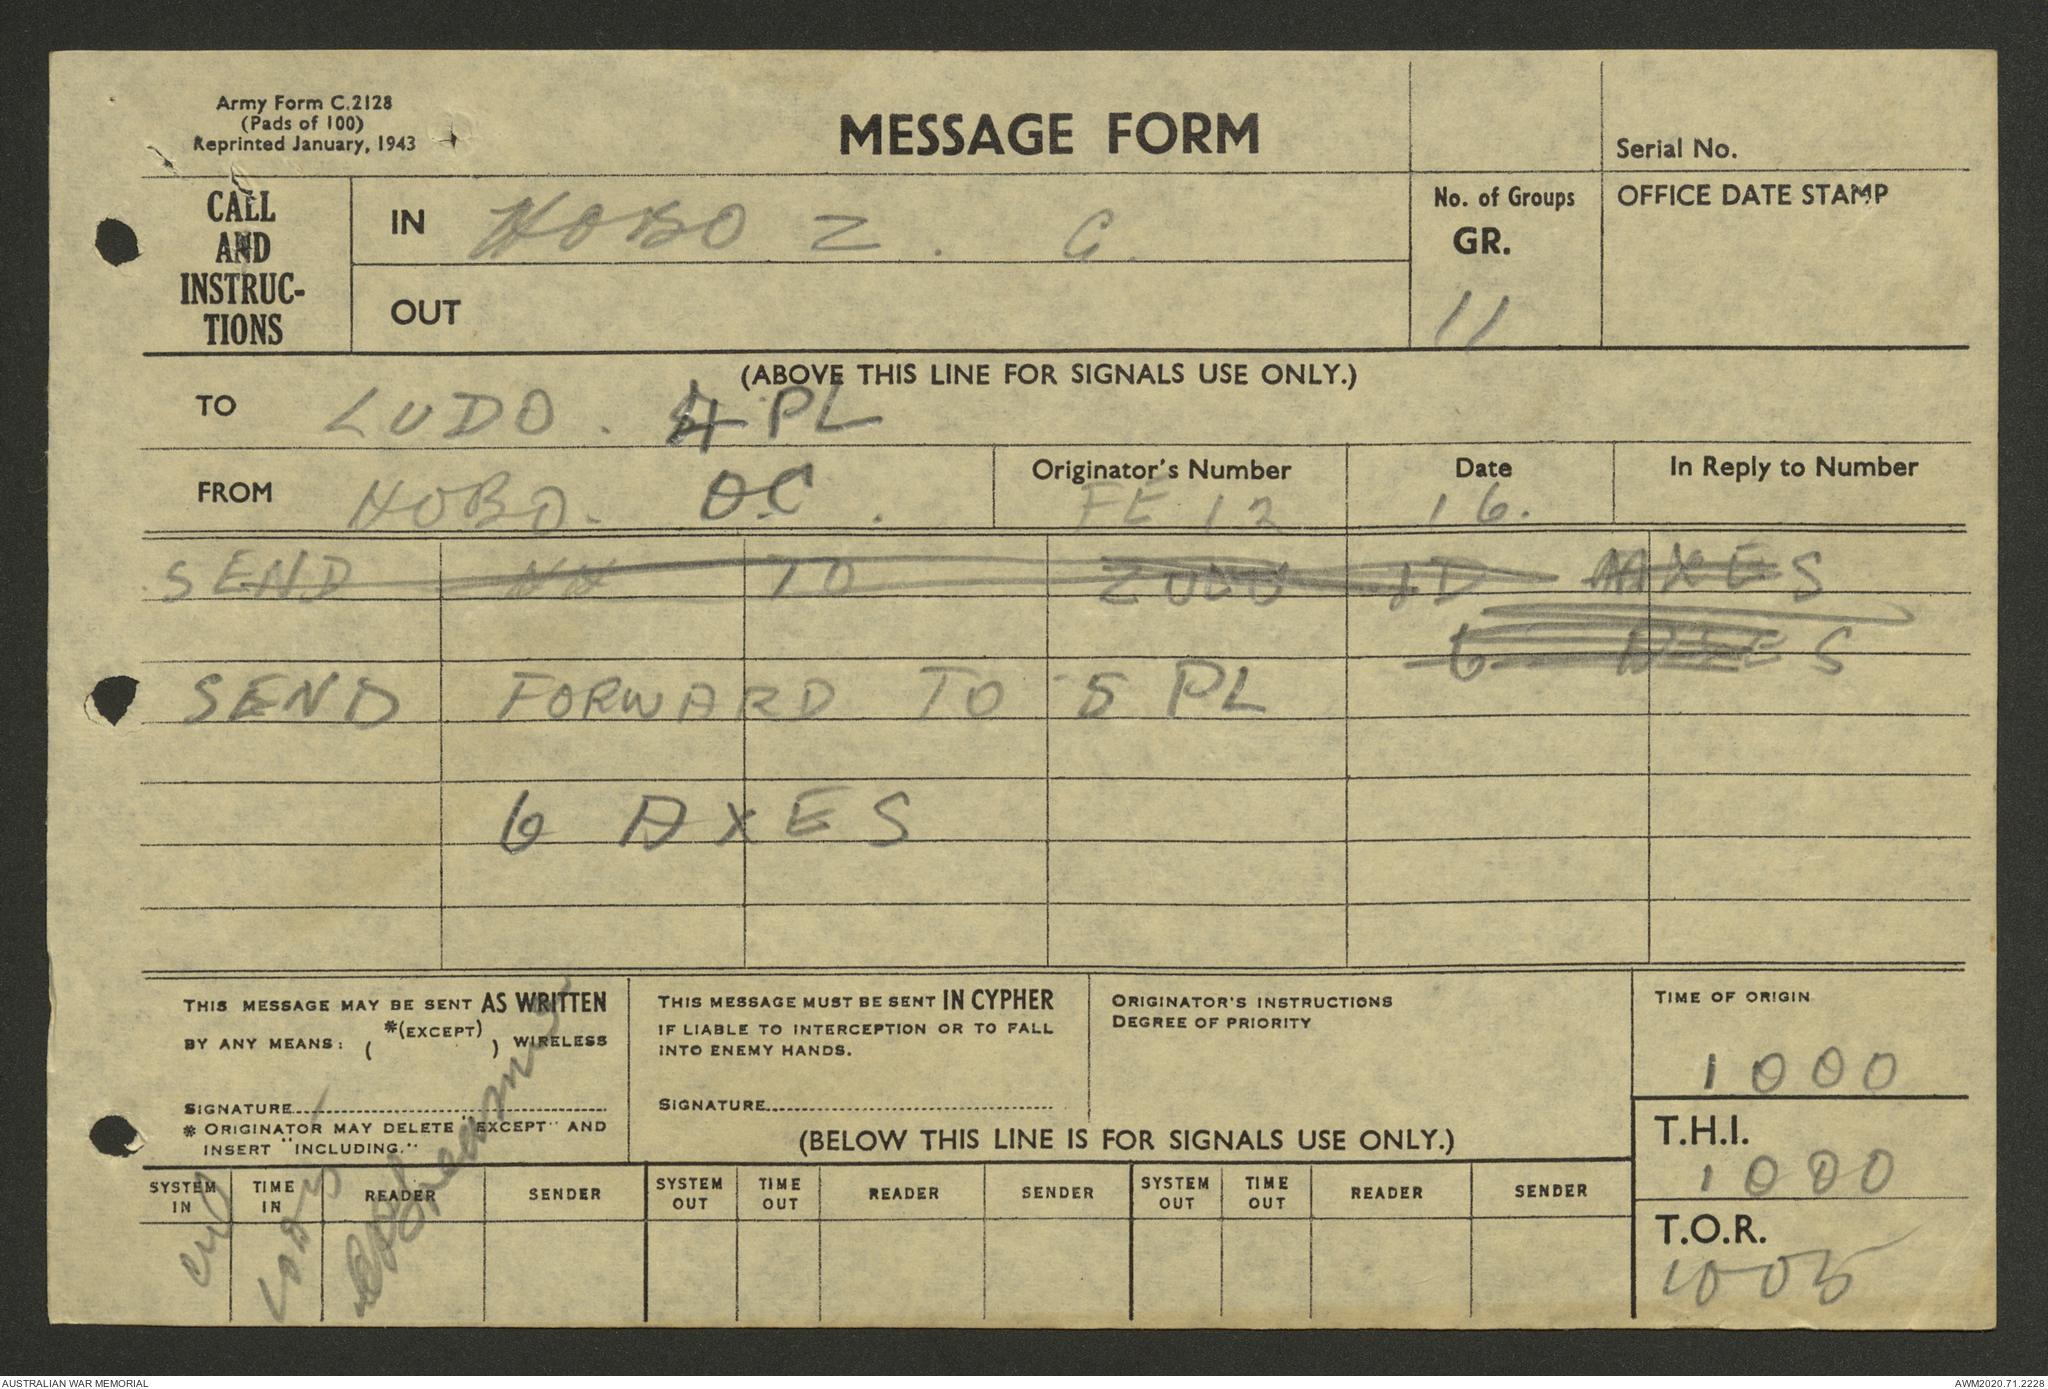 Army Form C.2128
(Pads of 100)
Reprinted January, 1943
MESSAGE FORM
Serial No.
CALL
AND
INSTRUC-
TIONS
IN HOBO Z. C.
OUT
No. of Groups
GR.
11
OFFICE DATE STAMP
(ABOVE THIS LINE FOR SIGNALS USE ONLY.)
TO LUDO. 4 PL
FROM HOBO. O.C.
Originator's Number
FE 12
Date
16.
In Reply to Number
SEND TO LUDO AXES
6 AXES
SEND FORWARD TO 5 PL
6 AXES
THIS MESSAGE MAY BE SENT AS WRITTEN
BY ANY MEANS: ( *(EXCEPT) ) WIRELESS
SIGNATURE
* ORIGINATOR MAY DELETE "EXCEPT" AND
INSERT "INCLUDING."
THIS MESSAGE MUST BE SENT IN CYPHER
IF LIABLE TO INTERCEPTION OR TO FALL
INTO ENEMY HANDS.
SIGNATURE
ORIGINATOR'S INSTRUCTIONS
DEGREE OF PRIORITY
(BELOW THIS LINE IS FOR SIGNALS USE ONLY.)
TIME OF ORIGIN
1000
T.H.I.
1000
T.O.R.
1005
SYSTEM IN TIME IN READER SENDER SYSTEM OUT TIME OUT READER SENDER SYSTEM OUT TIME OUT READER SENDER
AUSTRALIAN WAR MEMORIAL
AWM2020.71.2228